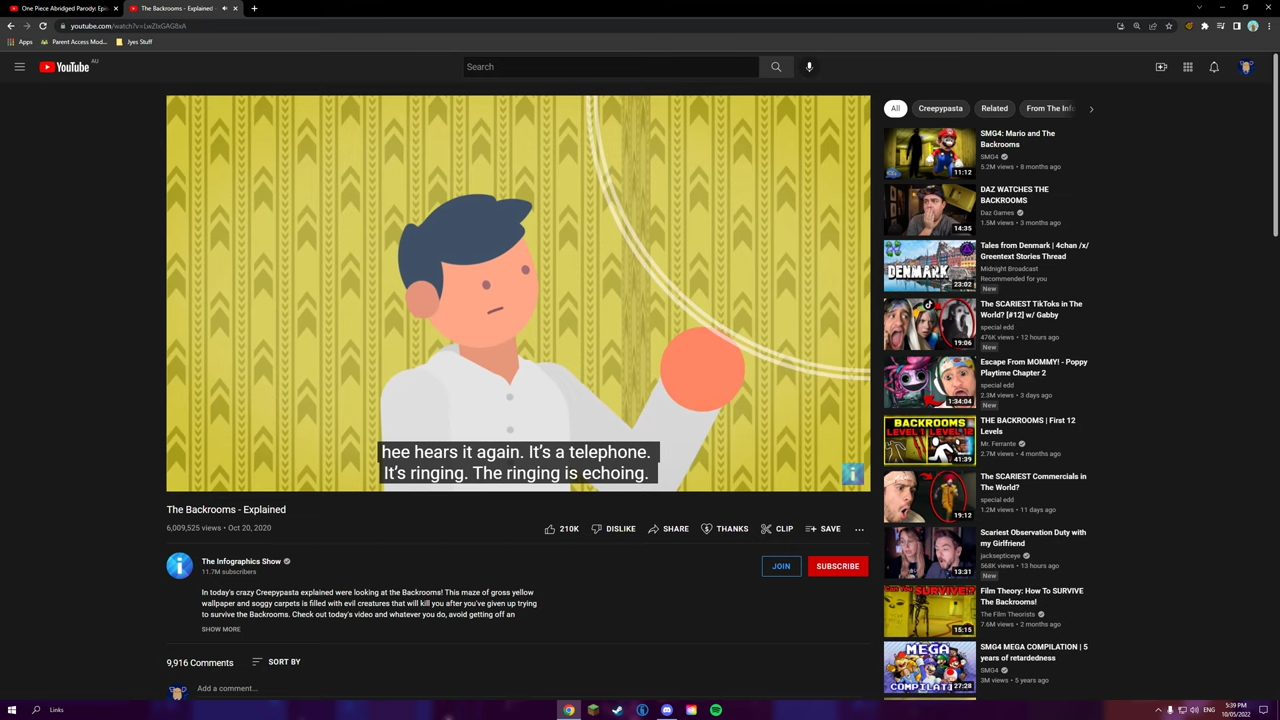 One Piece Abridged Parody: Epi
The Backrooms - Explained
youtube.com/watch?v=LwZIxGAG8xA
Apps
Parent Access Mod...
Jyes Stuff
YouTube
AU
Search
hee hears it again. It’s a telephone.
It’s ringing. The ringing is echoing.
The Backrooms - Explained
6,009,525 views • Oct 20, 2020
210K
DISLIKE
SHARE
THANKS
CLIP
SAVE
The Infographics Show
11.7M subscribers
JOIN
SUBSCRIBE
In today's crazy Creepypasta explained were looking at the Backrooms! This maze of gross yellow
wallpaper and soggy carpets is filled with evil creatures that will kill you after you've given up trying
to survive the Backrooms. Check out today's video and whatever you do, avoid getting off an
SHOW MORE
9,916 Comments
SORT BY
Add a comment...
All
Creepypasta
Related
From The Info
SMG4: Mario and The
Backrooms
SMG4
5.2M views • 8 months ago
11:12
DAZ WATCHES THE
BACKROOMS
Daz Games
1.5M views • 3 months ago
14:35
Tales from Denmark | 4chan /x/
Greentext Stories Thread
Midnight Broadcast
Recommended for you
New
DENMARK
23:02
The SCARIEST TikToks in The
World? [#12] w/ Gabby
special edd
476K views • 12 hours ago
New
19:06
Escape From MOMMY! - Poppy
Playtime Chapter 2
special edd
2.3M views • 3 days ago
New
1:34:04
THE BACKROOMS | First 12
Levels
Mr. Ferrante
2.7M views • 4 months ago
BACKROOMS
LEVEL 1 LEVEL 12
41:39
The SCARIEST Commercials in
The World?
special edd
1.2M views • 11 days ago
19:12
Scariest Observation Duty with
my Girlfriend
jacksepticeye
568K views • 13 hours ago
New
13:31
Film Theory: How To SURVIVE
The Backrooms!
The Film Theorists
7.6M views • 2 months ago
CAN YOU SURVIVE?
15:15
SMG4 MEGA COMPILATION | 5
years of retardedness
SMG4
3M views • 5 years ago
MEGA
COMPILATION
27:28
Links
ENG
5:39 PM
10/05/2022